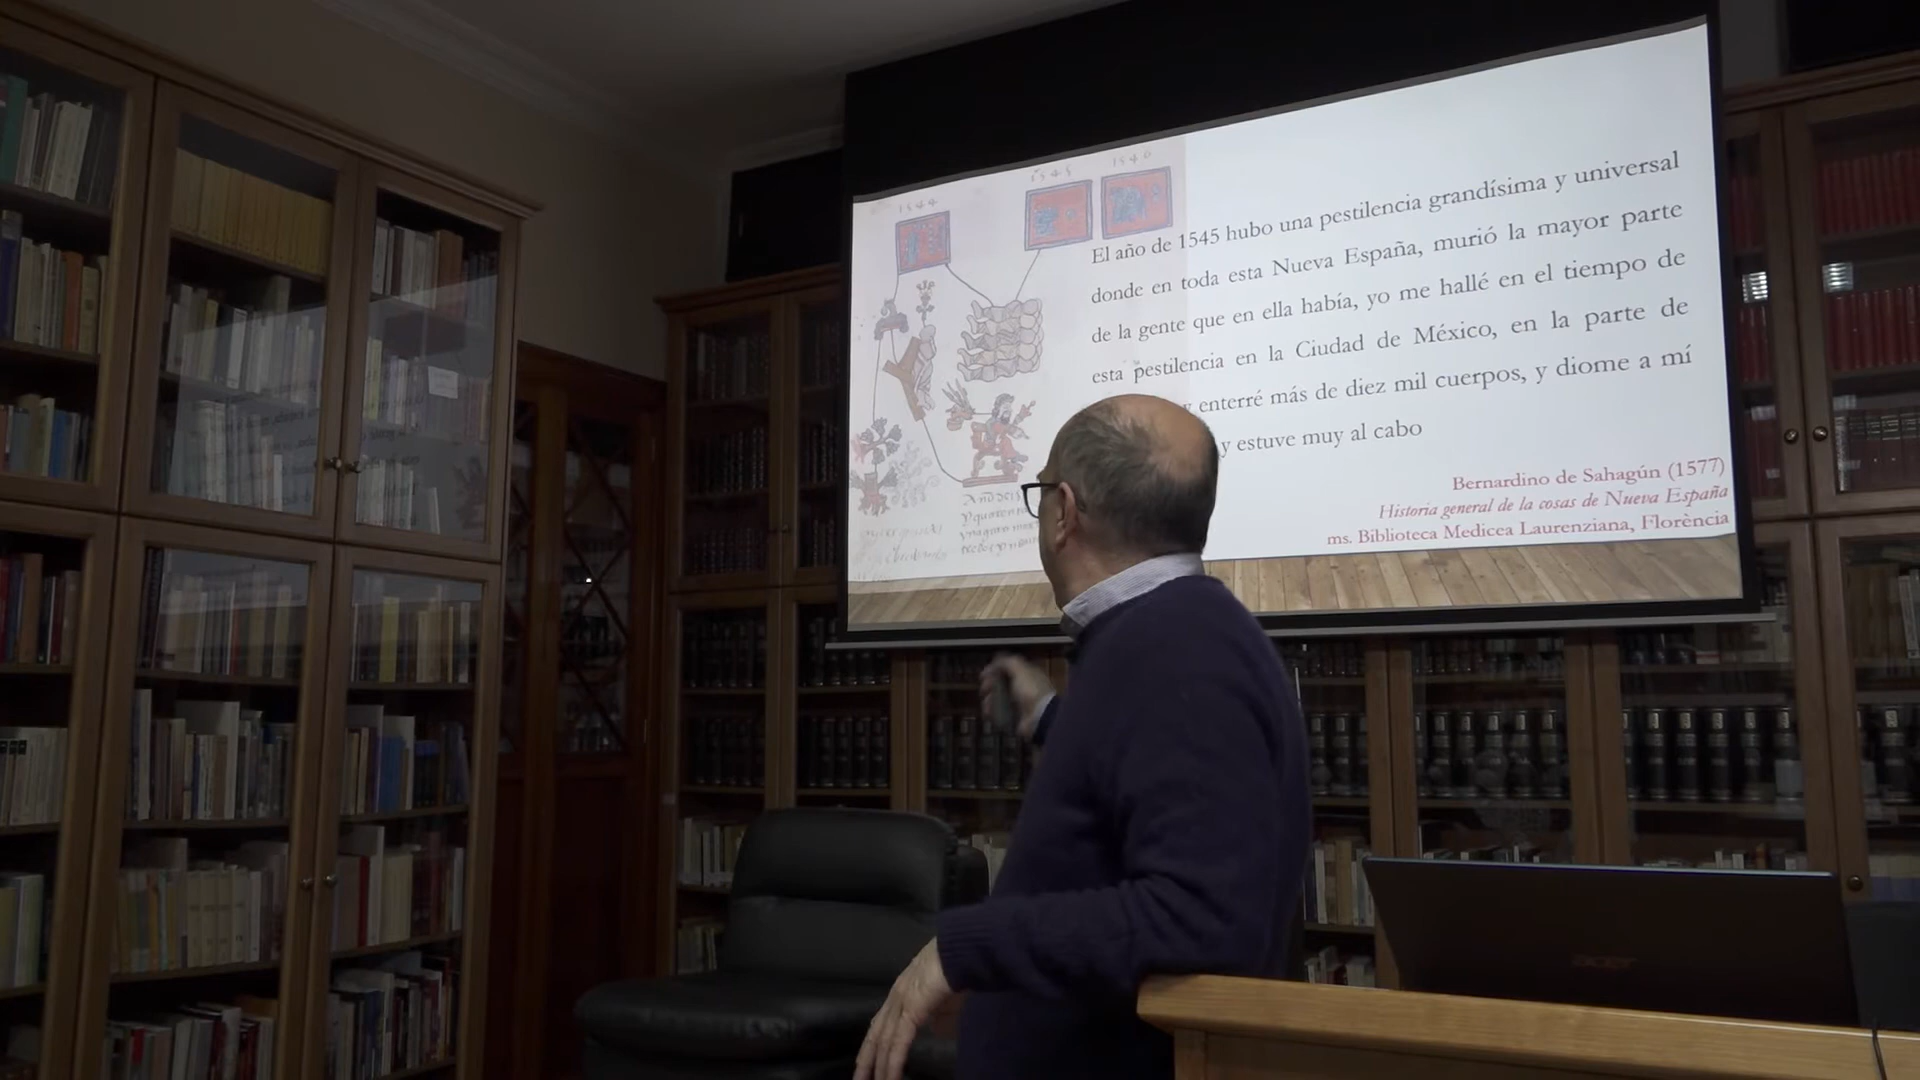 1544
1545
1546
El año de 1545 hubo una pestilencia grandísima y universal
donde en toda esta Nueva España, murió la mayor parte
de la gente que en ella había, yo me hallé en el tiempo de
esta pestilencia en la Ciudad de México, en la parte de
y enterré más de diez mil cuerpos, y diome a mí
y estuve muy al cabo
Bernardino de Sahagún (1577)
Historia general de la cosas de Nueva España
ms. Biblioteca Medicea Laurenziana, Florència
acer